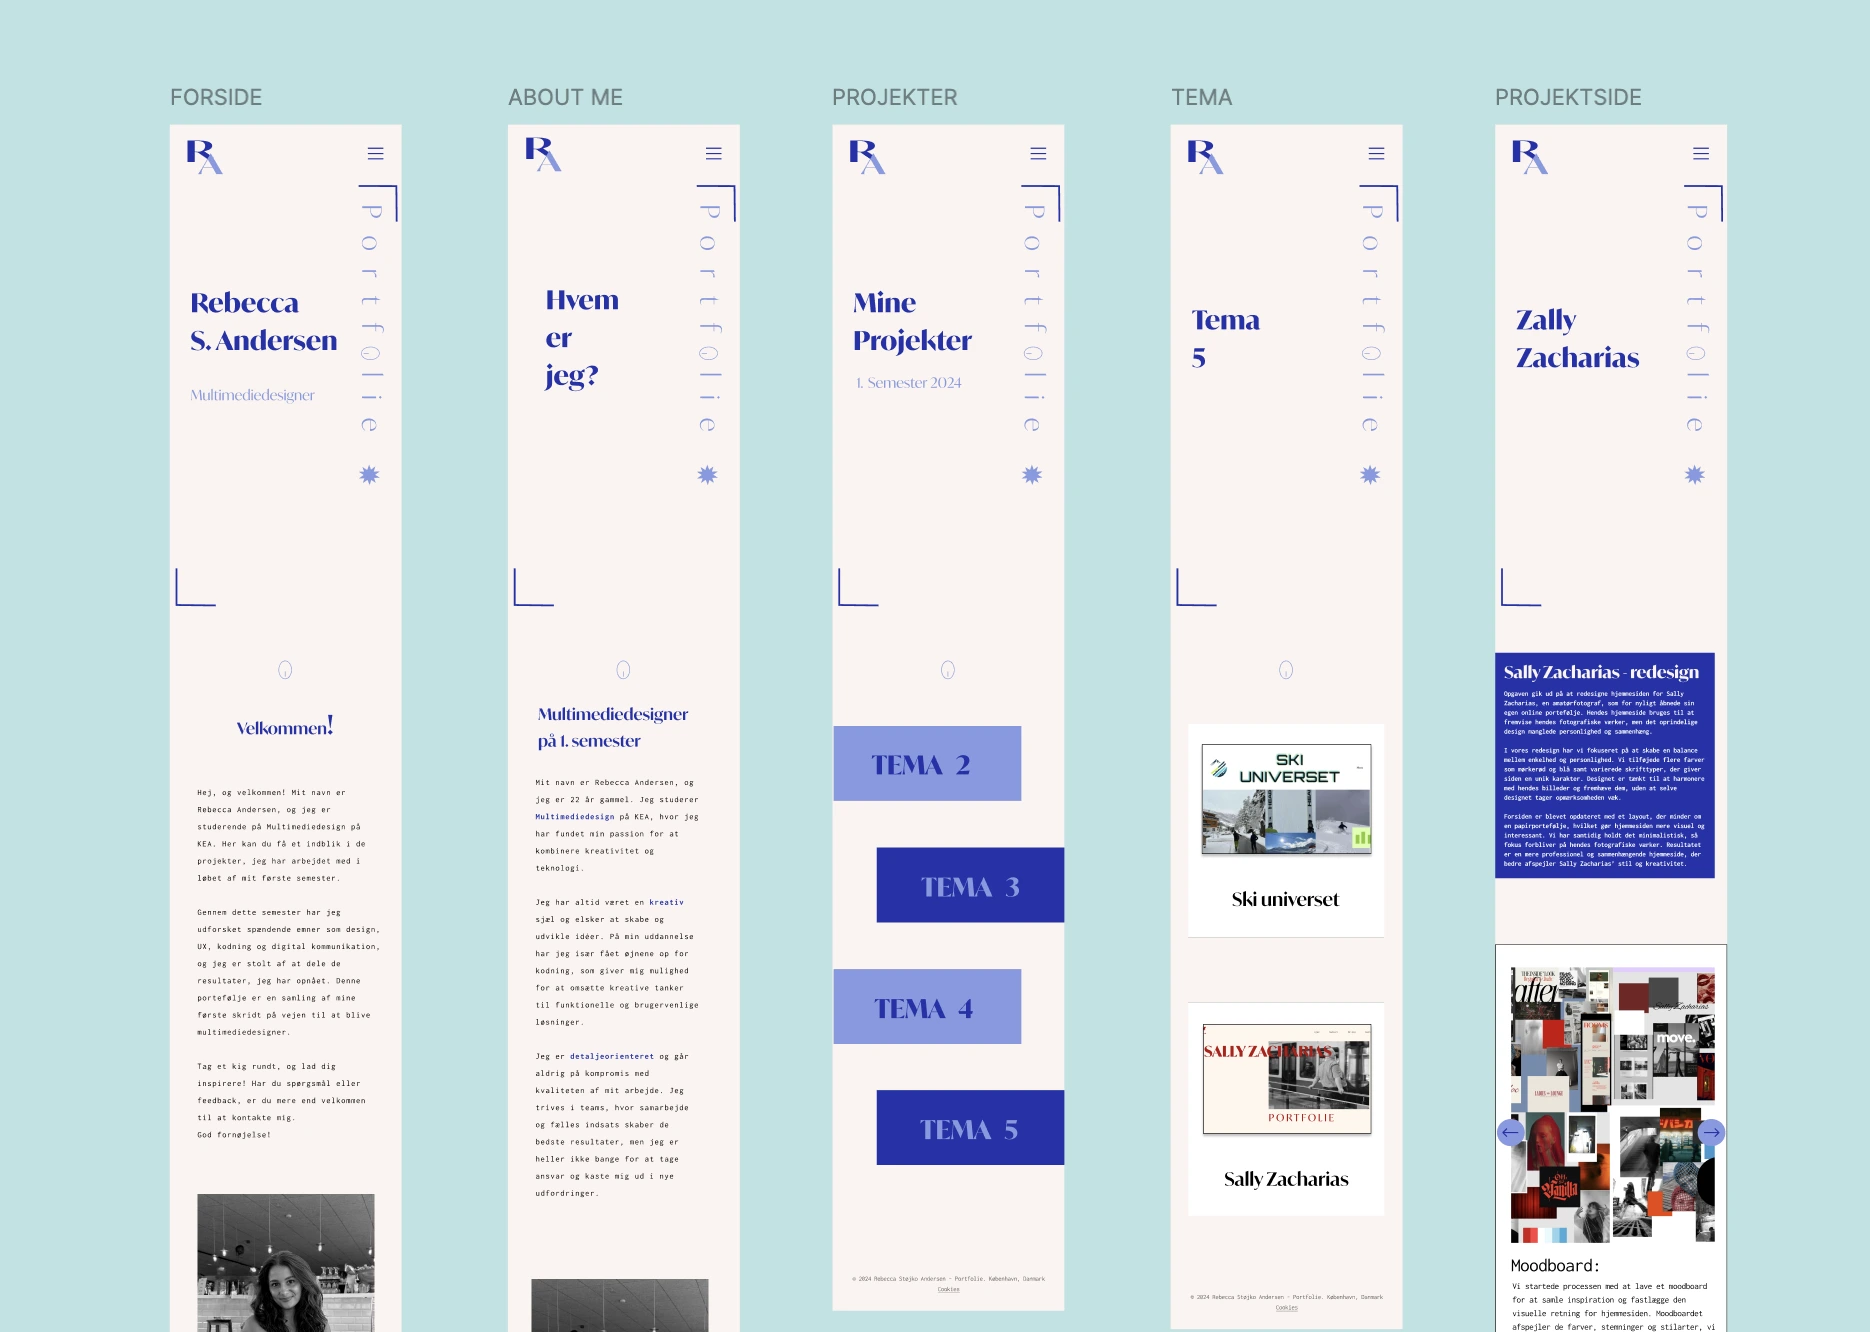 FORSIDE
RA
Portfolie
Rebecca
S. Andersen
Multimediedesigner
Velkommen!
Hej, og velkommen! Mit navn er
Rebecca Andersen, og jeg er
studerende på Multimediedesign på
KEA. Her kan du få et indblik i de
projekter, jeg har arbejdet med i
løbet af mit første semester.
Gennem dette semester har jeg
udforsket spændende emner som design,
UX, kodning og digital kommunikation,
og jeg er stolt af at dele de
resultater, jeg har opnået. Denne
portefølje er en samling af mine
første skridt på vejen til at blive
multimediedesigner.
Tag et kig rundt, og lad dig
inspirere! Har du spørgsmål eller
feedback, er du mere end velkommen
til at kontakte mig.
God fornøjelse!
ABOUT ME
RA
Portfolie
Hvem
er
jeg?
Multimediedesigner
på 1. semester
Mit navn er Rebecca Andersen, og
jeg er 22 år gammel. Jeg studerer
Multimediedesign på KEA, hvor jeg
har fundet min passion for at
kombinere kreativitet og
teknologi.
Jeg har altid været en kreativ
sjæl og elsker at skabe og
udvikle idéer. På min uddannelse
har jeg især fået øjnene op for
kodning, som giver mig mulighed
for at omsætte kreative tanker
til funktionelle og brugervenlige
løsninger.
Jeg er detaljeorienteret og går
aldrig på kompromis med
kvaliteten af mit arbejde. Jeg
trives i teams, hvor samarbejde
og fælles indsats skaber de
bedste resultater, men jeg er
heller ikke bange for at tage
ansvar og kaste mig ud i nye
udfordringer.
PROJEKTER
RA
Portfolie
Mine
Projekter
1. Semester 2024
TEMA 2
TEMA 3
TEMA 4
TEMA 5
© 2024 Rebecca Støjko Andersen - Portfolie. København, Danmark
Cookies
TEMA
RA
Portfolie
Tema
5
SKI
UNIVERSET
Ski universet
SALLY ZACHARIAS
PORTFOLIE
Sally Zacharias
© 2024 Rebecca Støjko Andersen - Portfolie. København, Danmark
Cookies
PROJEKTSIDE
RA
Portfolie
Zally
Zacharias
Sally Zacharias - redesign
Opgaven gik ud på at redesigne hjemmesiden for Sally
Zacharias, en amatørfotograf, som for nyligt åbnede sin
egen online portefølje. Hendes hjemmeside bruges til at
fremvise hendes fotografiske værker, men det oprindelige
design manglede personlighed og sammenhæng.
I vores redesign har vi fokuseret på at skabe en balance
mellem enkelhed og personlighed. Vi tilføjede flere farver
som mørkerød og blå samt varierede skrifttyper, der giver
siden en unik karakter. Designet er tænkt til at harmonere
med hendes billeder og fremhæve dem, uden at selve
designet tager opmærksomheden væk.
Forsiden er blevet opdateret med et layout, der minder om
en papirportefølje, hvilket gør hjemmesiden mere visuel og
interessant. Vi har samtidig holdt det minimalistisk, så
fokus forbliver på hendes fotografiske værker. Resultatet
er en mere professionel og sammenhængende hjemmeside, der
bedre afspejler Sally Zacharias' stil og kreativitet.
after
Sally Zacharias
move.
Vanilla
Moodboard:
Vi startede processen med at lave et moodboard
for at samle inspiration og fastlægge den
visuelle retning for hjemmesiden. Moodboardet
afspejler de farver, stemninger og stilarter, vi